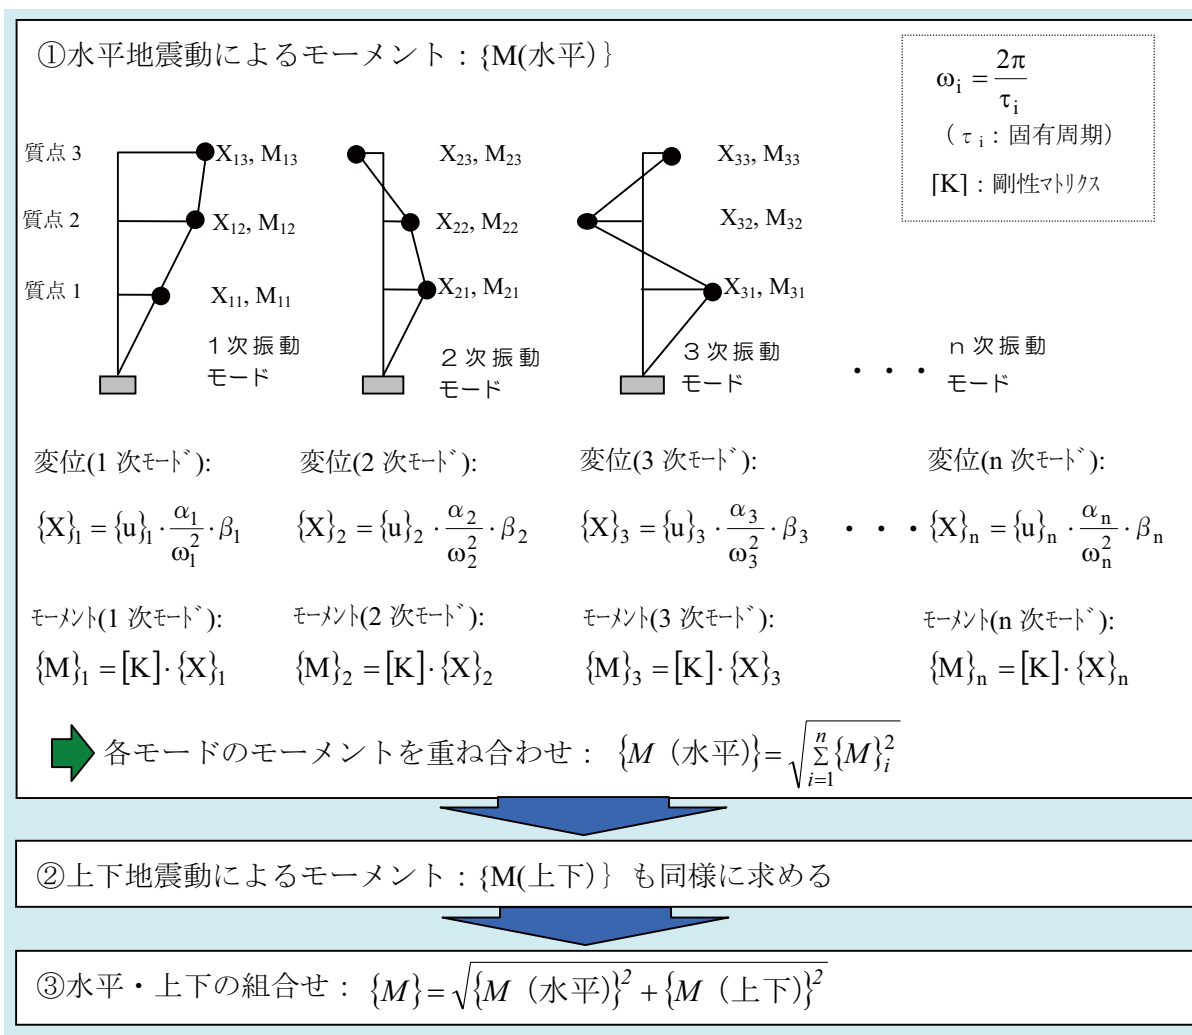 ①水平地震動によるモーメント：{M(水平)}
ω_i = 2π / τ_i
（τ_i：固有周期）
[K]：剛性ﾏﾄﾘｸｽ
質点 3
X₁₃, M₁₃
X₂₃, M₂₃
X₃₃, M₃₃
質点 2
X₁₂, M₁₂
X₂₂, M₂₂
X₃₂, M₃₂
質点 1
X₁₁, M₁₁
X₂₁, M₂₁
X₃₁, M₃₁
１次振動
モード
２次振動
モード
３次振動
モード
・・・
ｎ次振動
モード
変位(1 次ﾓｰﾄﾞ):
変位(2 次ﾓｰﾄﾞ):
変位(3 次ﾓｰﾄﾞ):
変位(n 次ﾓｰﾄﾞ):
{X}₁ = {u}₁ · α₁/ω₁² · β₁
{X}₂ = {u}₂ · α₂/ω₂² · β₂
{X}₃ = {u}₃ · α₃/ω₃² · β₃
・・・
{X}ₙ = {u}ₙ · αₙ/ωₙ² · βₙ
ﾓｰﾒﾝﾄ(1 次ﾓｰﾄﾞ):
ﾓｰﾒﾝﾄ(2 次ﾓｰﾄﾞ):
ﾓｰﾒﾝﾄ(3 次ﾓｰﾄﾞ):
ﾓｰﾒﾝﾄ(n 次ﾓｰﾄﾞ):
{M}₁ = [K]· {X}₁
{M}₂ = [K]· {X}₂
{M}₃ = [K]· {X}₃
{M}ₙ = [K]· {X}ₙ
各モードのモーメントを重ね合わせ： {M（水平）}= √(Σ_{i=1}^{n} {M}_i²)
②上下地震動によるモーメント：{M(上下)} も同様に求める
③水平・上下の組合せ： {M}= √({M（水平）}² + {M（上下）}²)